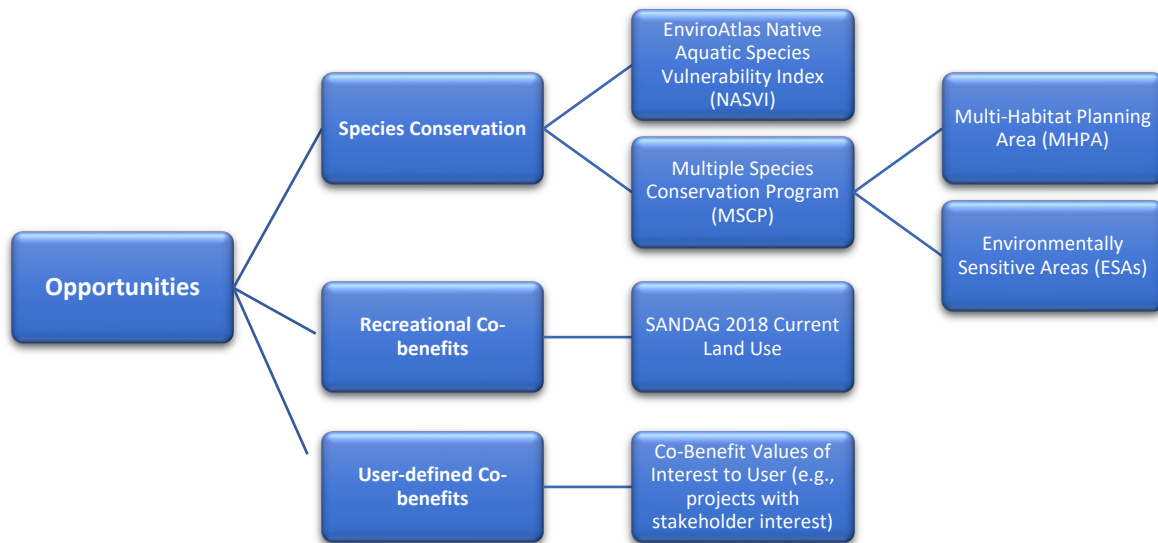 Opportunities
Species Conservation
EnviroAtlas Native
Aquatic Species
Vulnerability Index
(NASVI)
Multiple Species
Conservation Program
(MSCP)
Multi-Habitat Planning
Area (MHPA)
Environmentally
Sensitive Areas (ESAs)
Recreational Co-
benefits
SANDAG 2018 Current
Land Use
User-defined Co-
benefits
Co-Benefit Values of
Interest to User (e.g.,
projects with
stakeholder interest)